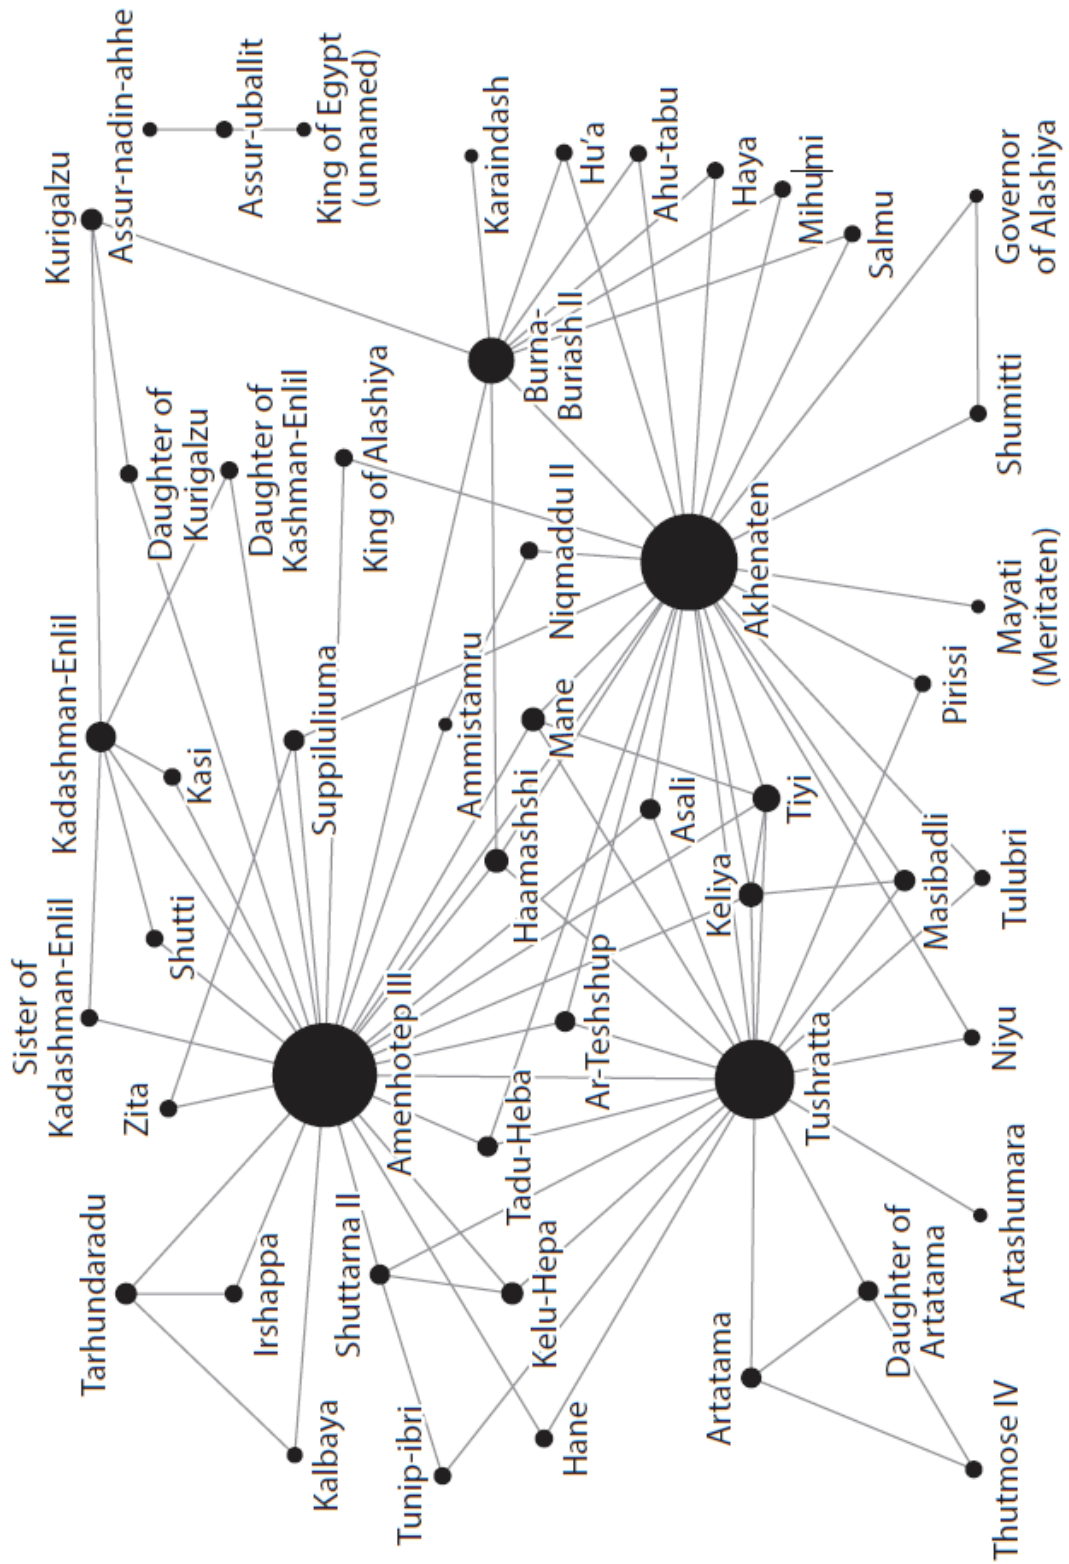 Sister of
Kadashman-Enlil
Kadashman-Enlil
Kurigalzu
Tarhundaradu
Assur-nadin-ahhe
Zita
Daughter of
Kurigalzu
Shutti
Kasi
Assur-uballit
Daughter of
Kashman-Enlil
Irshappa
Kalbaya
Suppiluliuma
King of Egypt
(unnamed)
Shuttarna II
King of Alashiya
Amenhotep III
Tunip-ibri
Ammistamru
Karaindash
Tadu-Heba
Haamashshi
Burna-
Buriash II
Kelu-Hepa
Niqmaddu II
Mane
Hane
Hu’a
Ar-Teshshup
Ahu-tabu
Asali
Artatama
Keliya
Haya
Akhenaten
Tiyi
Mihumi
Tushratta
Salmu
Daughter of
Artatama
Masibadli
Pirissi
Thutmose IV
Artashumara
Niyu
Tulubri
Mayati
(Meritaten)
Shumitti
Governor
of Alashiya